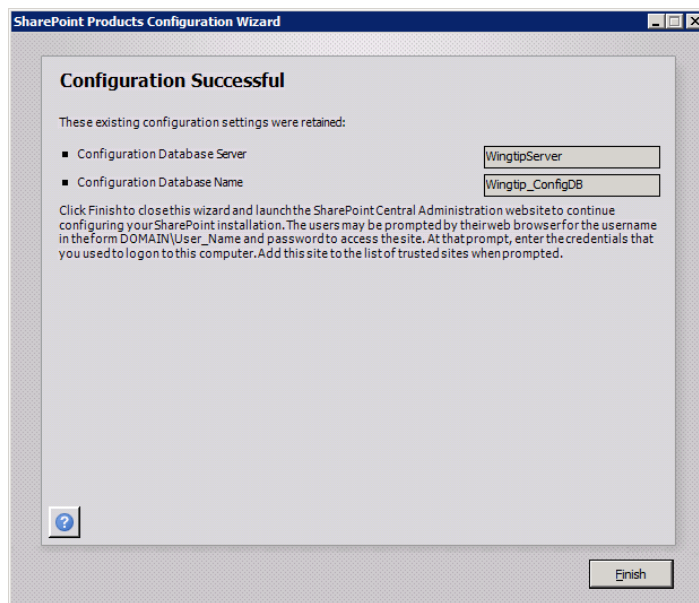 SharePoint Products Configuration Wizard
Configuration Successful
These existing configuration settings were retained:
Configuration Database Server
WingtipServer
Configuration Database Name
Wingtip_ConfigDB
Click Finish to close this wizard and launch the SharePoint Central Administration website to continue
configuring your SharePoint installation. The users may be prompted by their web browser for the username
in the form DOMAIN\User_Name and password to access the site. At that prompt, enter the credentials that
you used to logon to this computer. Add this site to the list of trusted sites when prompted.
?
Finish